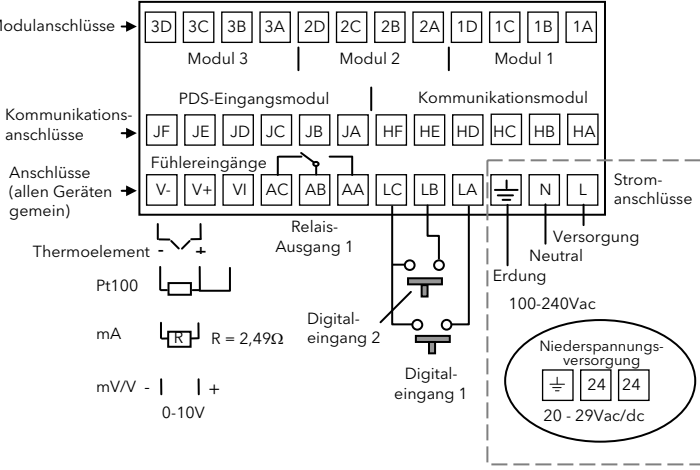 Modulanschlüsse 3D 3C 3B 3A 2D 2C 2B 2A 1D 1C 1B 1A
Modul 3 Modul 2 Modul 1
PDS-Eingangsmodul Kommunikationsmodul
Kommunikations-
anschlüsse
JF JE JD JC JB JA HF HE HD HC HB HA
Fühlereingänge
Anschlüsse
(allen Geräten
gemein)
V- V+ VI AC AB AA LC LB LA N L
Strom-
anschlüsse
Relais-
Ausgang 1
Versorgung
Neutral
Erdung
100-240Vac
Thermoelement - +
Pt100
mA R R = 2,49Ω
mV/V - +
0-10V
Digital-
eingang 2
Digital-
eingang 1
Niederspannungs-
versorgung
24 24
20 - 29Vac/dc